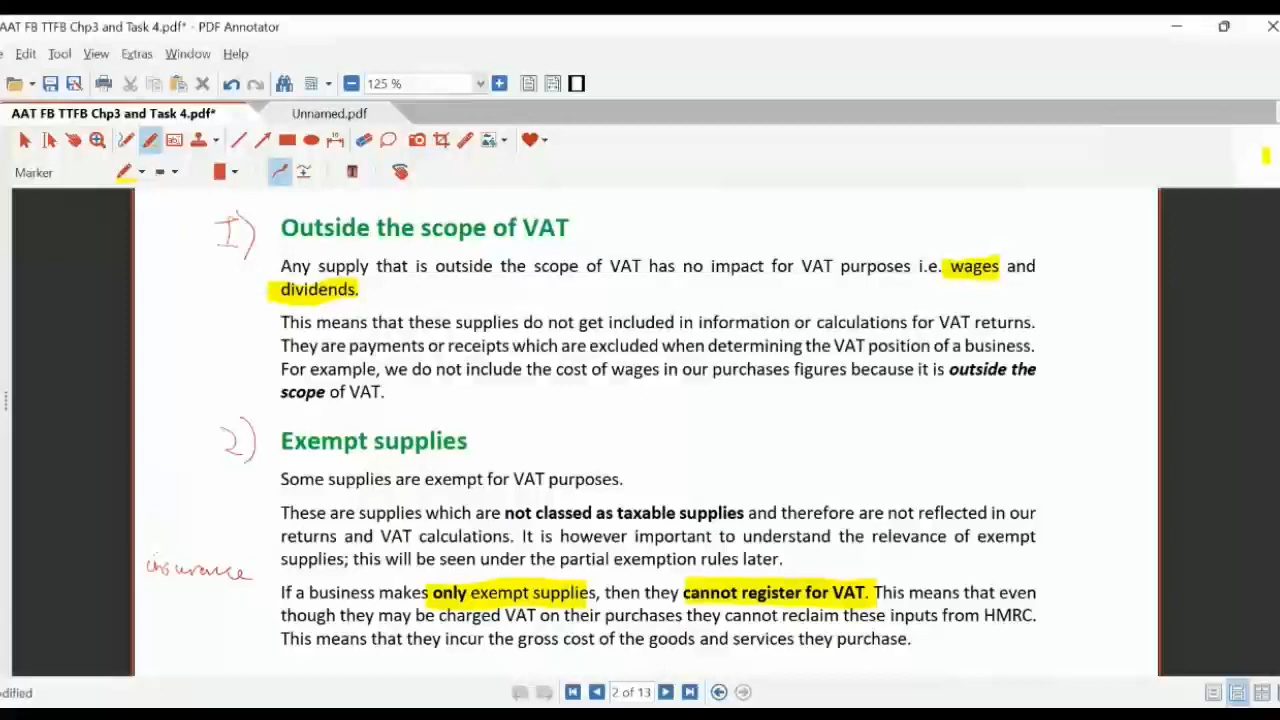 AAT FB TTFB Chp3 and Task 4.pdf* - PDF Annotator
Edit Tool View Extras Window Help
125 %
AAT FB TTFB Chp3 and Task 4.pdf* Unnamed.pdf
Marker
1) Outside the scope of VAT
Any supply that is outside the scope of VAT has no impact for VAT purposes i.e. wages and
dividends.
This means that these supplies do not get included in information or calculations for VAT returns.
They are payments or receipts which are excluded when determining the VAT position of a business.
For example, we do not include the cost of wages in our purchases figures because it is outside the
scope of VAT.
2) Exempt supplies
Some supplies are exempt for VAT purposes.
These are supplies which are not classed as taxable supplies and therefore are not reflected in our
returns and VAT calculations. It is however important to understand the relevance of exempt
supplies; this will be seen under the partial exemption rules later.
insurance
If a business makes only exempt supplies, then they cannot register for VAT. This means that even
though they may be charged VAT on their purchases they cannot reclaim these inputs from HMRC.
This means that they incur the gross cost of the goods and services they purchase.
dified
2 of 13